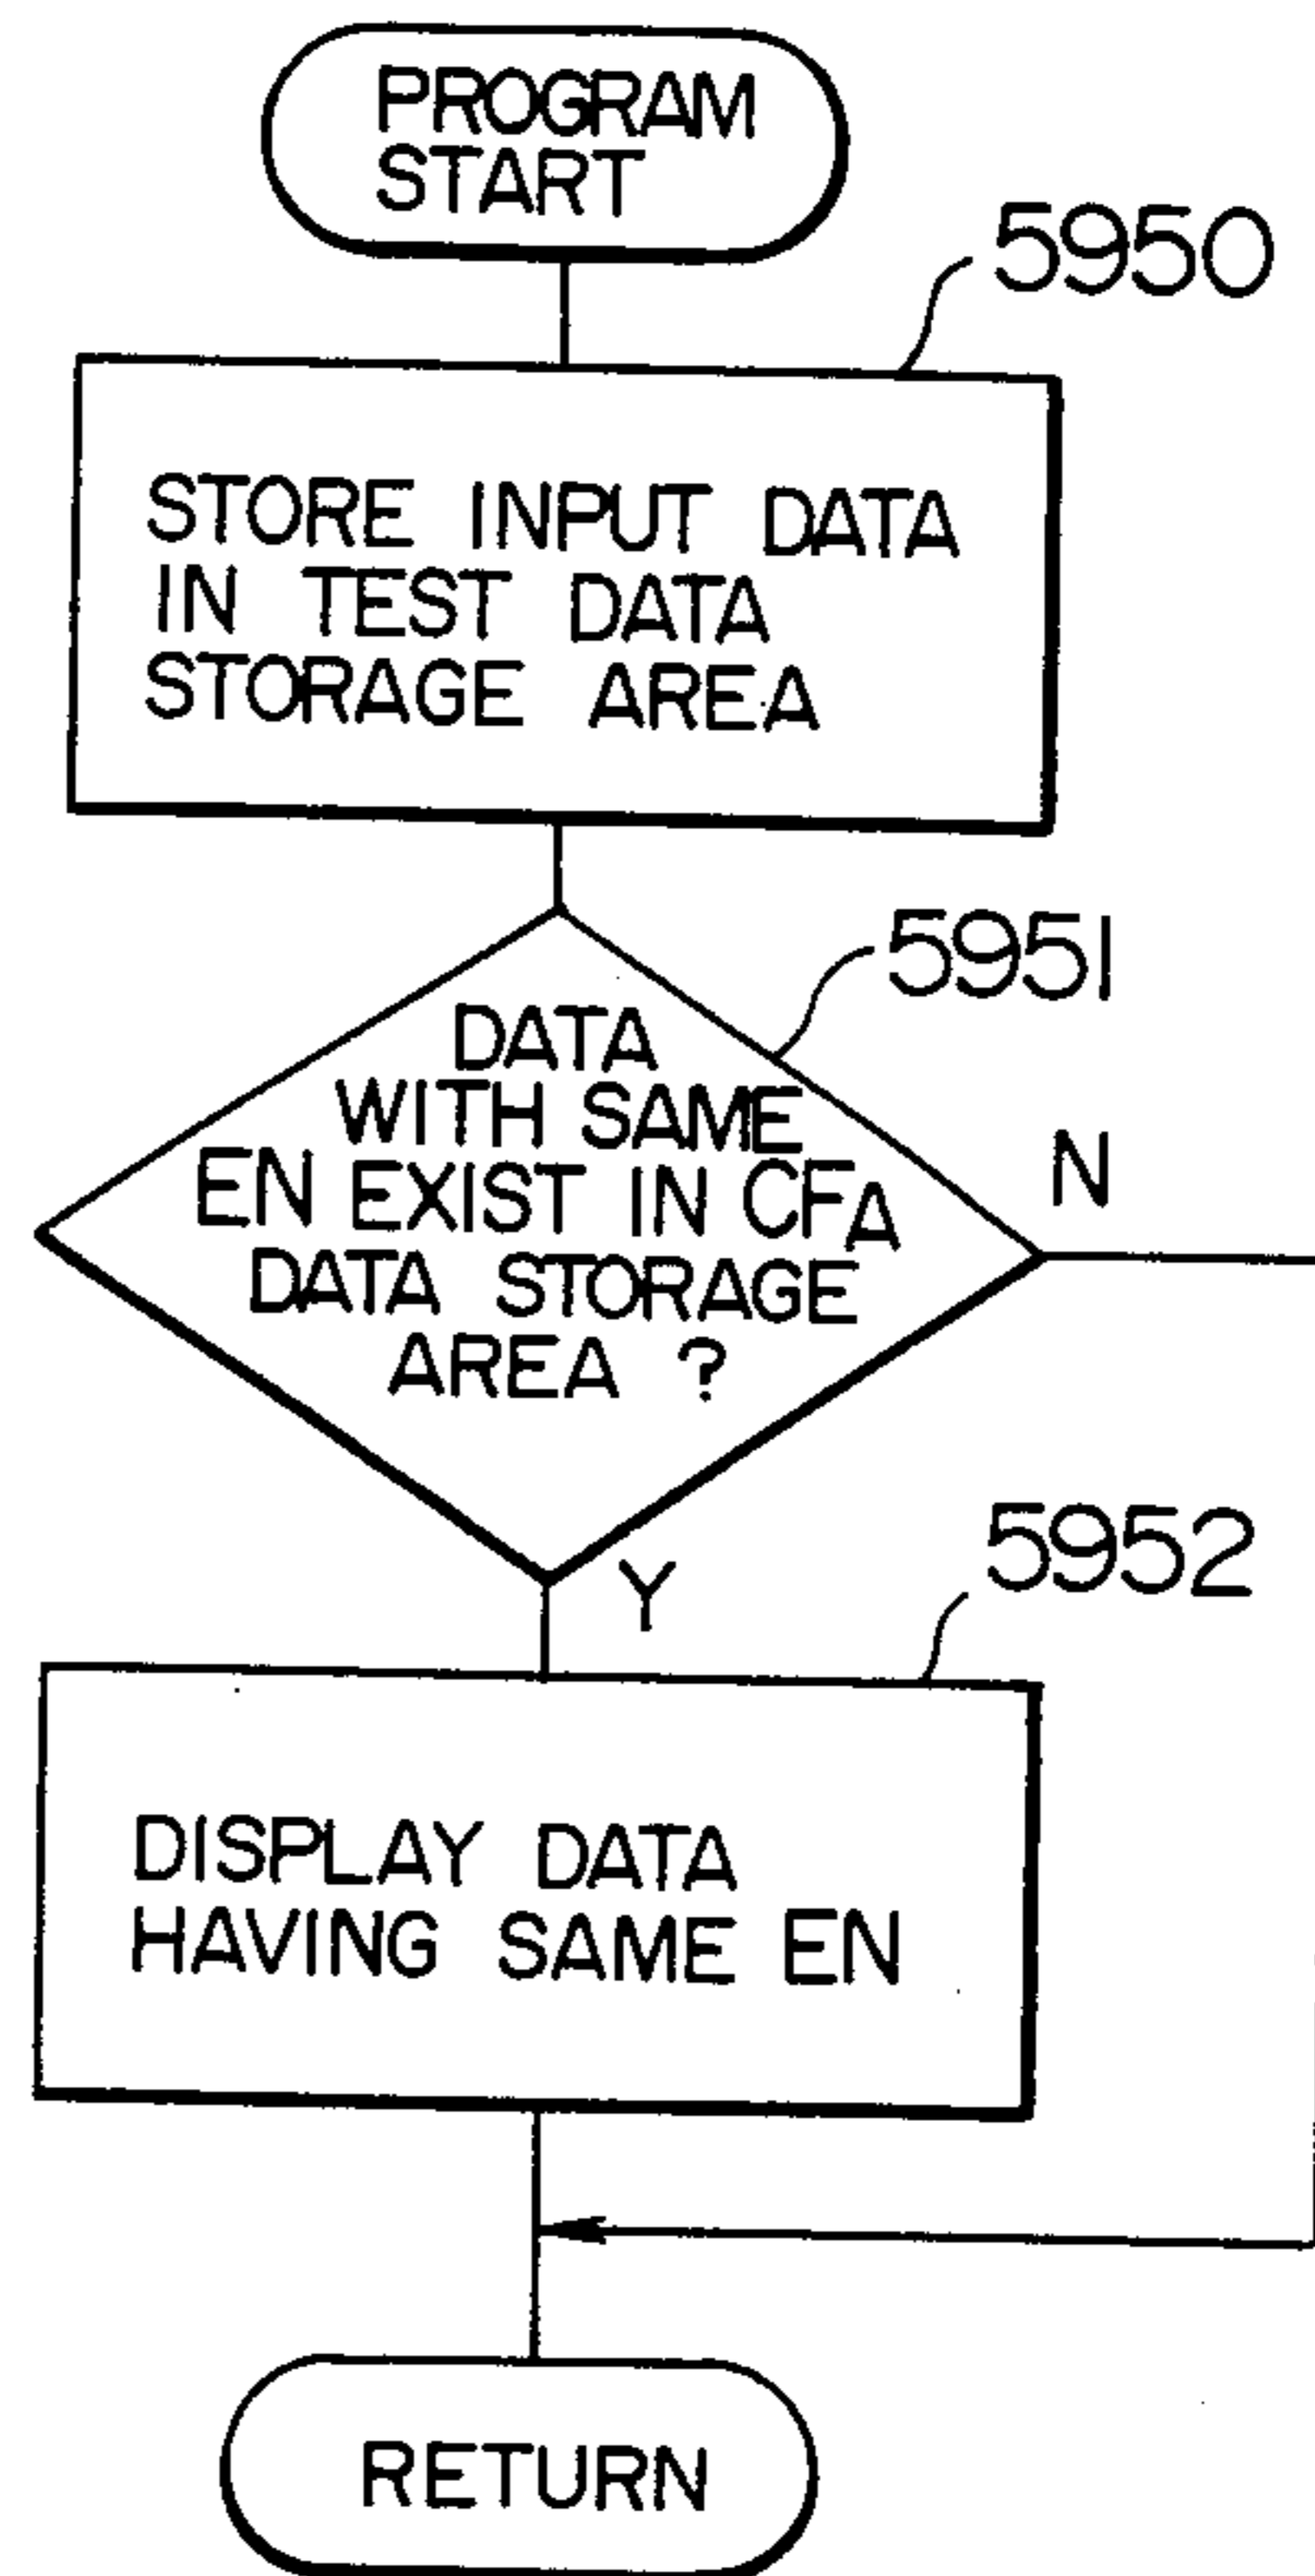 PROGRAM
START
5950
STORE INPUT DATA
IN TEST DATA
STORAGE AREA
5951
DATA
WITH SAME
EN EXIST IN CFA
DATA STORAGE
AREA ?
N
Y
5952
DISPLAY DATA
HAVING SAME EN
RETURN